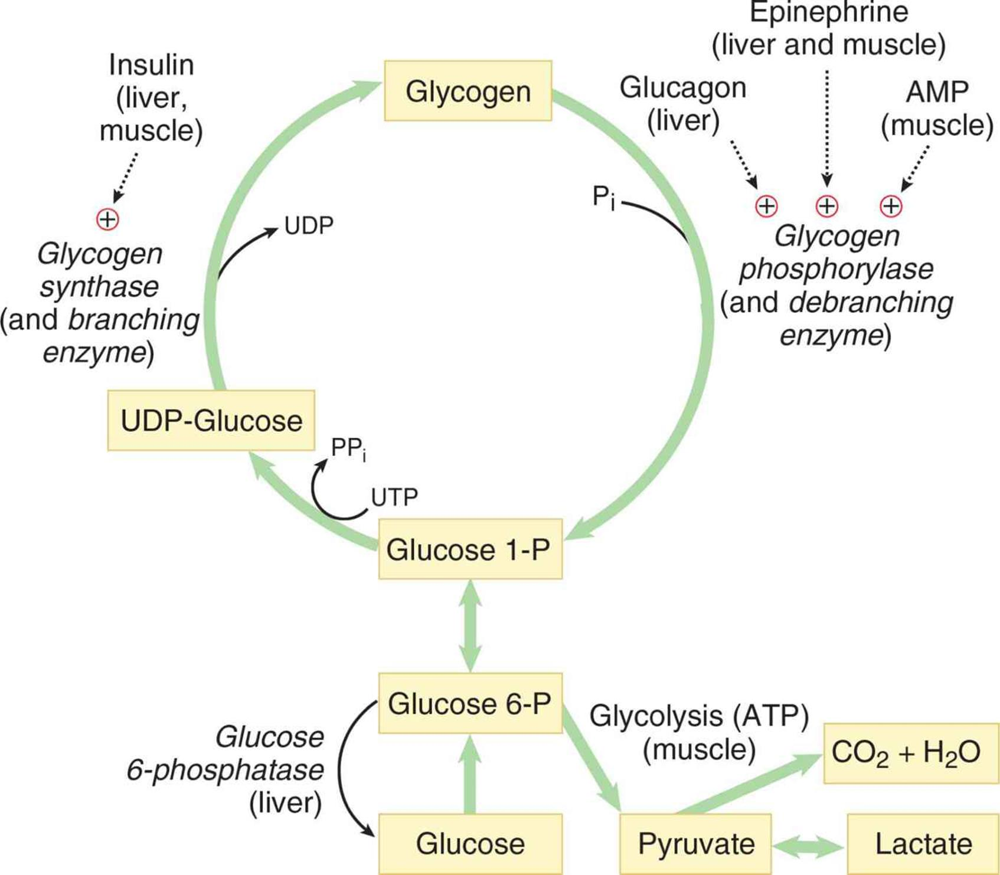 Epinephrine
(liver and muscle)
Insulin
(liver,
muscle)
Glycogen
Glucagon
(liver)
AMP
(muscle)
Pᵢ
UDP
Glycogen
synthase
(and branching
enzyme)
Glycogen
phosphorylase
(and debranching
enzyme)
UDP-Glucose
PPᵢ
UTP
Glucose 1-P
Glucose 6-P
Glycolysis (ATP)
(muscle)
Glucose
6-phosphatase
(liver)
CO₂ + H₂O
Glucose
Pyruvate
Lactate